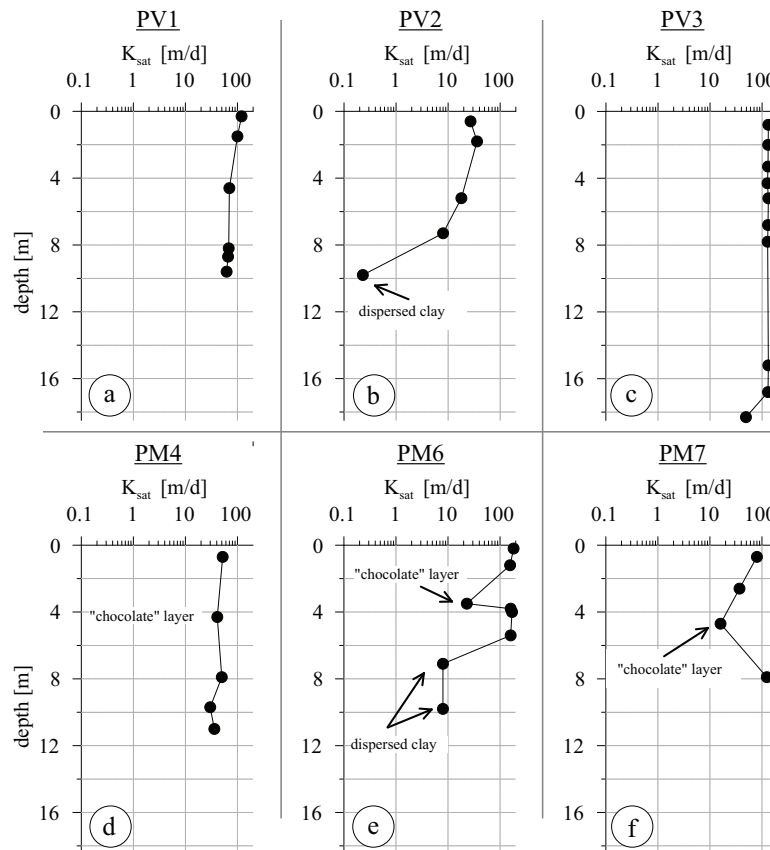 PV1 PV2 PV3
K_sat [m/d] K_sat [m/d] K_sat [m/d]
0.1 1 10 100 0.1 1 10 100 0.1 1 10 100
0 0 0
4 4 4
8 8 8
depth [m]
12 12 12
dispersed clay
16 16 16
a b c
PM4 PM6 PM7
K_sat [m/d] K_sat [m/d] K_sat [m/d]
0.1 1 10 100 0.1 1 10 100 0.1 1 10 100
0 0 0
"chocolate" layer
4 4 4
"chocolate" layer
"chocolate" layer
8 8 8
depth [m]
dispersed clay
12 12 12
16 16 16
d e f